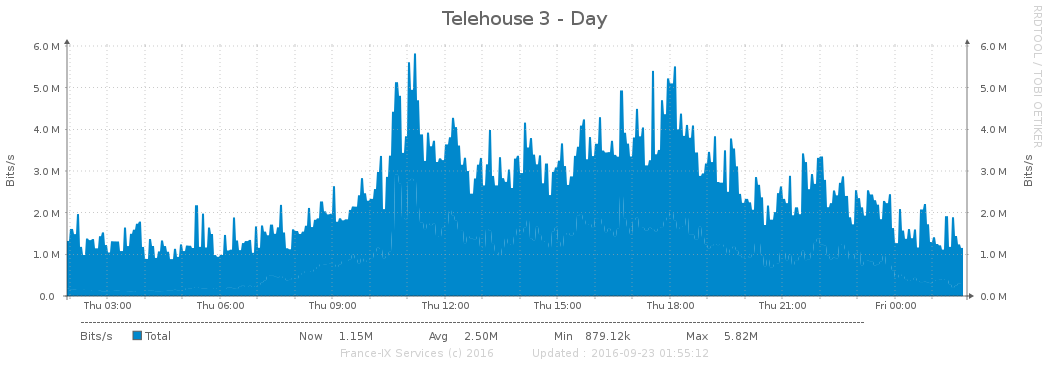 Telehouse 3 - Day
RRDTOOL / TOBI OETIKER
Bits/s
6.0 M
5.0 M
4.0 M
3.0 M
2.0 M
1.0 M
0.0
6.0 M
5.0 M
4.0 M
3.0 M
2.0 M
1.0 M
0.0 M
Bits/s
Thu 03:00 Thu 06:00 Thu 09:00 Thu 12:00 Thu 15:00 Thu 18:00 Thu 21:00 Fri 00:00
Bits/s Total Now 1.15M Avg 2.50M Min 879.12k Max 5.82M
France-IX Services (c) 2016 Updated : 2016-09-23 01:55:12